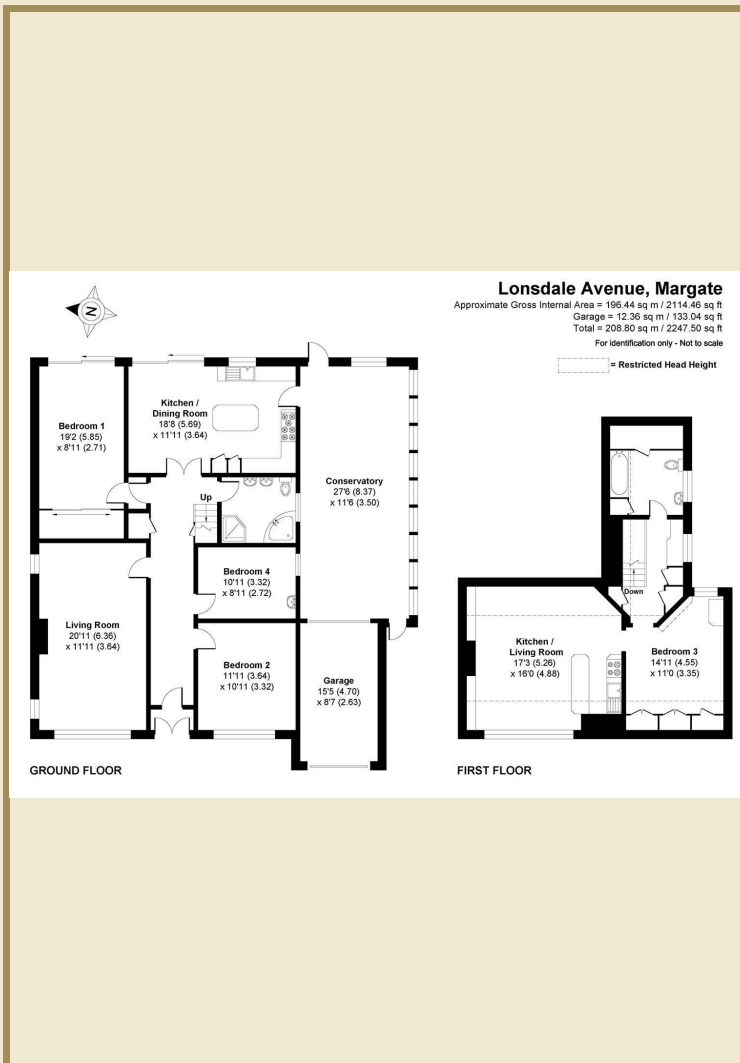 Lonsdale Avenue, Margate
Approximate Gross Internal Area = 196.44 sq m / 2114.46 sq ft
Garage = 12.36 sq m / 133.04 sq ft
Total = 208.80 sq m / 2247.50 sq ft
For identification only - Not to scale
= Restricted Head Height
N
Bedroom 1
19'2 (5.85)
x 8'11 (2.71)
Kitchen /
Dining Room
18'8 (5.69)
x 11'11 (3.64)
Up
Conservatory
27'6 (8.37)
x 11'6 (3.50)
Bedroom 4
10'11 (3.32)
x 8'11 (2.72)
Living Room
20'11 (6.36)
x 11'11 (3.64)
Bedroom 2
11'11 (3.64)
x 10'11 (3.32)
Garage
15'5 (4.70)
x 8'7 (2.63)
GROUND FLOOR
Down
Kitchen /
Living Room
17'3 (5.26)
x 16'0 (4.88)
Bedroom 3
14'11 (4.55)
x 11'0 (3.35)
FIRST FLOOR